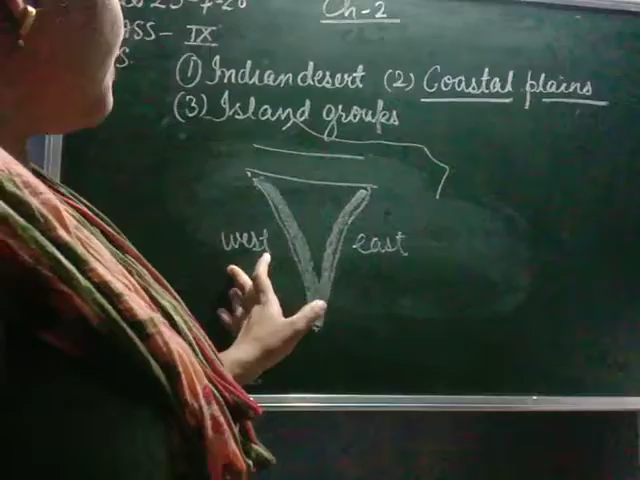 Ch-2
IX
(1) Indian desert (2) Coastal plains
(3) Island groups
west east